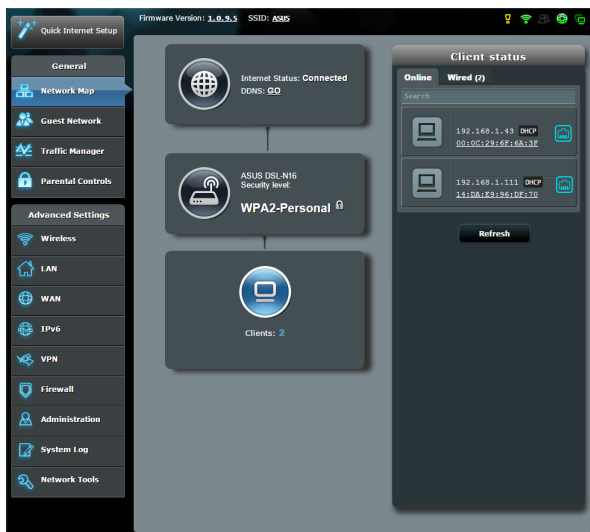 Quick Internet Setup
Firmware Version: 1.0.9.5 SSID: ASUS
General
Network Map
Guest Network
Traffic Manager
Parental Controls
Advanced Settings
Wireless
LAN
WAN
IPv6
VPN
Firewall
Administration
System Log
Network Tools
Internet Status: Connected
DDNS: GO
ASUS DSL-N16
Security level:
WPA2-Personal
Clients: 2
Client status
Online Wired (2)
Search
192.168.1.43 DHCP
00:0C:29:6F:6A:3F
192.168.1.111 DHCP
14:DA:E9:96:DF:70
Refresh